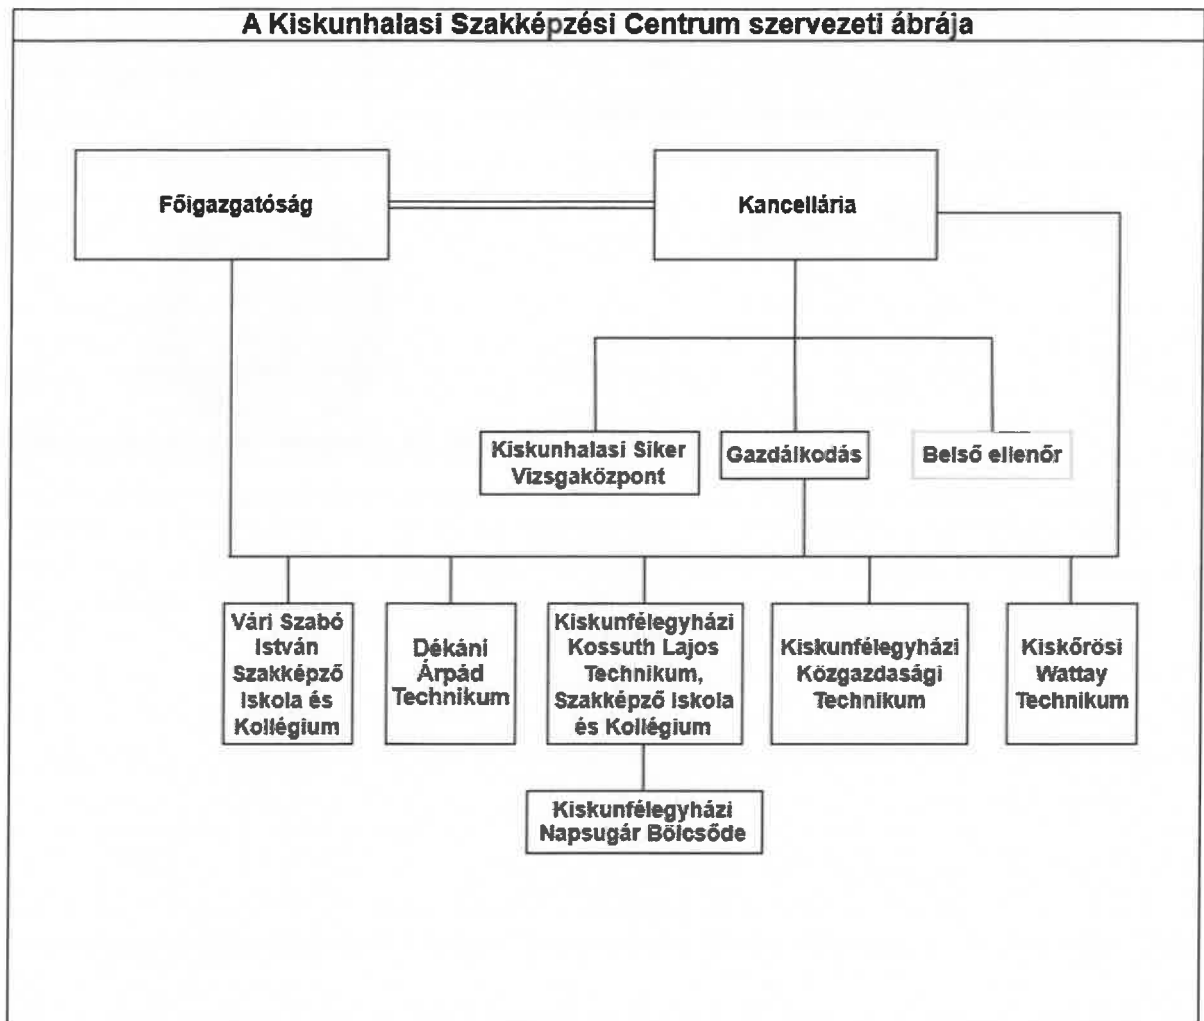 A Kiskunhalasi Szakképzési Centrum szervezeti ábrája
Főigazgatóság
Kancellária
Kiskunhalasi Siker
Vizsgaközpont
Gazdálkodás
Belső ellenőr
Vári Szabó
István
Szakképző
Iskola és
Kollégium
Dékáni
Árpád
Technikum
Kiskunfélegyházi
Kossuth Lajos
Technikum,
Szakképző Iskola
és Kollégium
Kiskunfélegyházi
Közgazdasági
Technikum
Kiskőrösi
Wattay
Technikum
Kiskunfélegyházi
Napsugár Bölcsőde